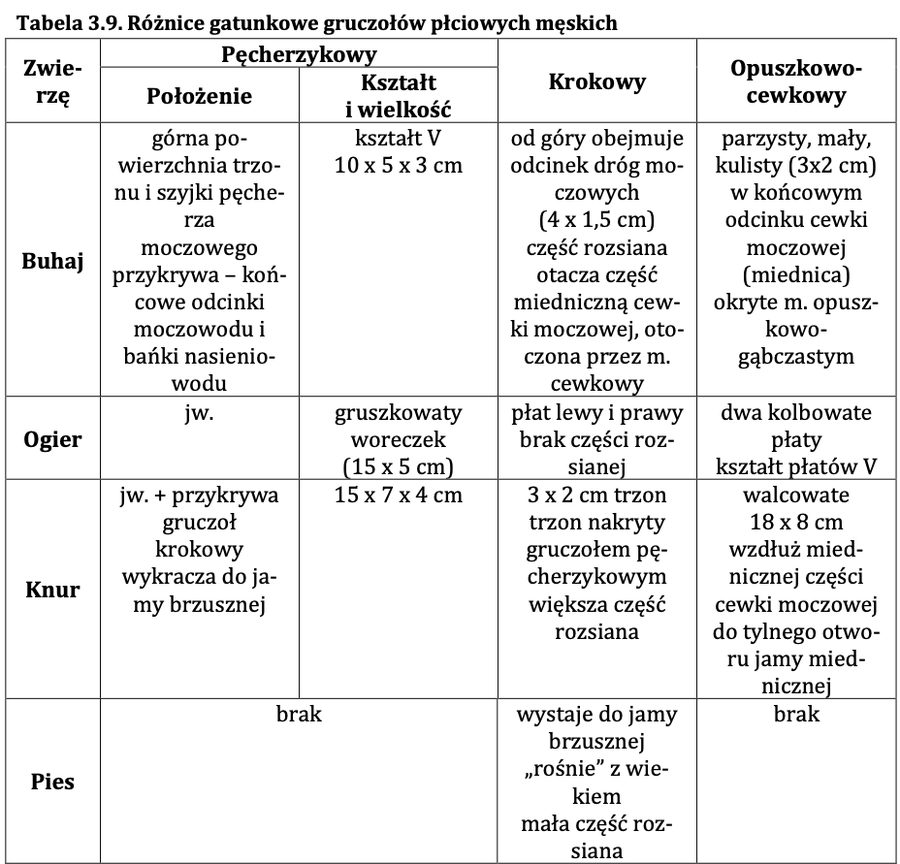 Tabela 3.9. Różnice gatunkowe gruczołów płciowych męskich
Zwie-
rzę
Pęcherzykowy
Położenie
Kształt
i wielkość
Krokowy
Opuszkowo-
cewkowy
Buhaj
górna po-
wierzchnia trzo-
nu i szyjki pęche-
rza
moczowego
przykrywa – koń-
cowe odcinki
moczowodu i
bańki nasienio-
wodu
kształt V
10 x 5 x 3 cm
od góry obejmuje
odcinek dróg mo-
czowych
(4 x 1,5 cm)
część rozsiana
otacza część
miedniczną cew-
ki moczowej, oto-
czona przez m.
cewkowy
parzysty, mały,
kulisty (3x2 cm)
w końcowym
odcinku cewki
moczowej
(miednica)
okryte m. opusz-
kowo-
gąbczastym
Ogier
jw.
gruszkowaty
woreczek
(15 x 5 cm)
płat lewy i prawy
brak części roz-
sianej
dwa kolbowate
płaty
kształt płatów V
Knur
jw. + przykrywa
gruczoł
krokowy
wykracza do ja-
my brzusznej
15 x 7 x 4 cm
3 x 2 cm trzon
trzon nakryty
gruczołem pę-
cherzykowym
większa część
rozsiana
walcowate
18 x 8 cm
wzdłuż mied-
nicznej części
cewki moczowej
do tylnego otwo-
ru jamy mied-
nicznej
Pies
brak
wystaje do jamy
brzusznej
„rośnie” z wie-
kiem
mała część roz-
siana
brak